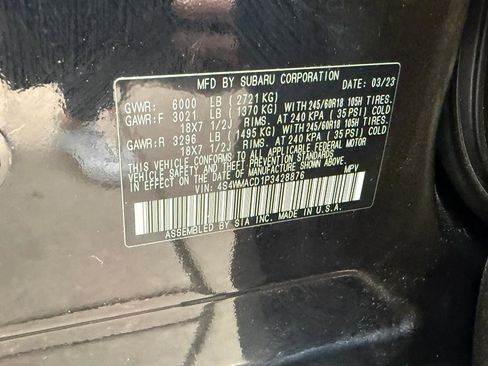 MFD BY SUBARU CORPORATION DATE: 03/23
GVWR: 6000 LB (2721 KG)
GAWR:F 3021 LB (1370 KG) WITH 245/60R18 105H TIRES.
18X7 1/2J RIMS. AT 240 KPA ( 35 PSI) COLD
GAWR:R 3296 LB (1495 KG) WITH 245/60R18 105H TIRES.
18X7 1/2J RIMS. AT 240 KPA ( 35 PSI) COLD
THIS VEHICLE CONFORMS TO ALL APPLICABLE FEDERAL MOTOR
VEHICLE SAFETY, BUMPER, AND THEFT PREVENTION STANDARDS
IN EFFECT ON THE DATE OF MANUFACTURE SHOWN ABOVE.
VIN: 4S4WMACD1P3428876 MPV
ASSEMBLED BY SIA INC. MADE IN U.S.A.